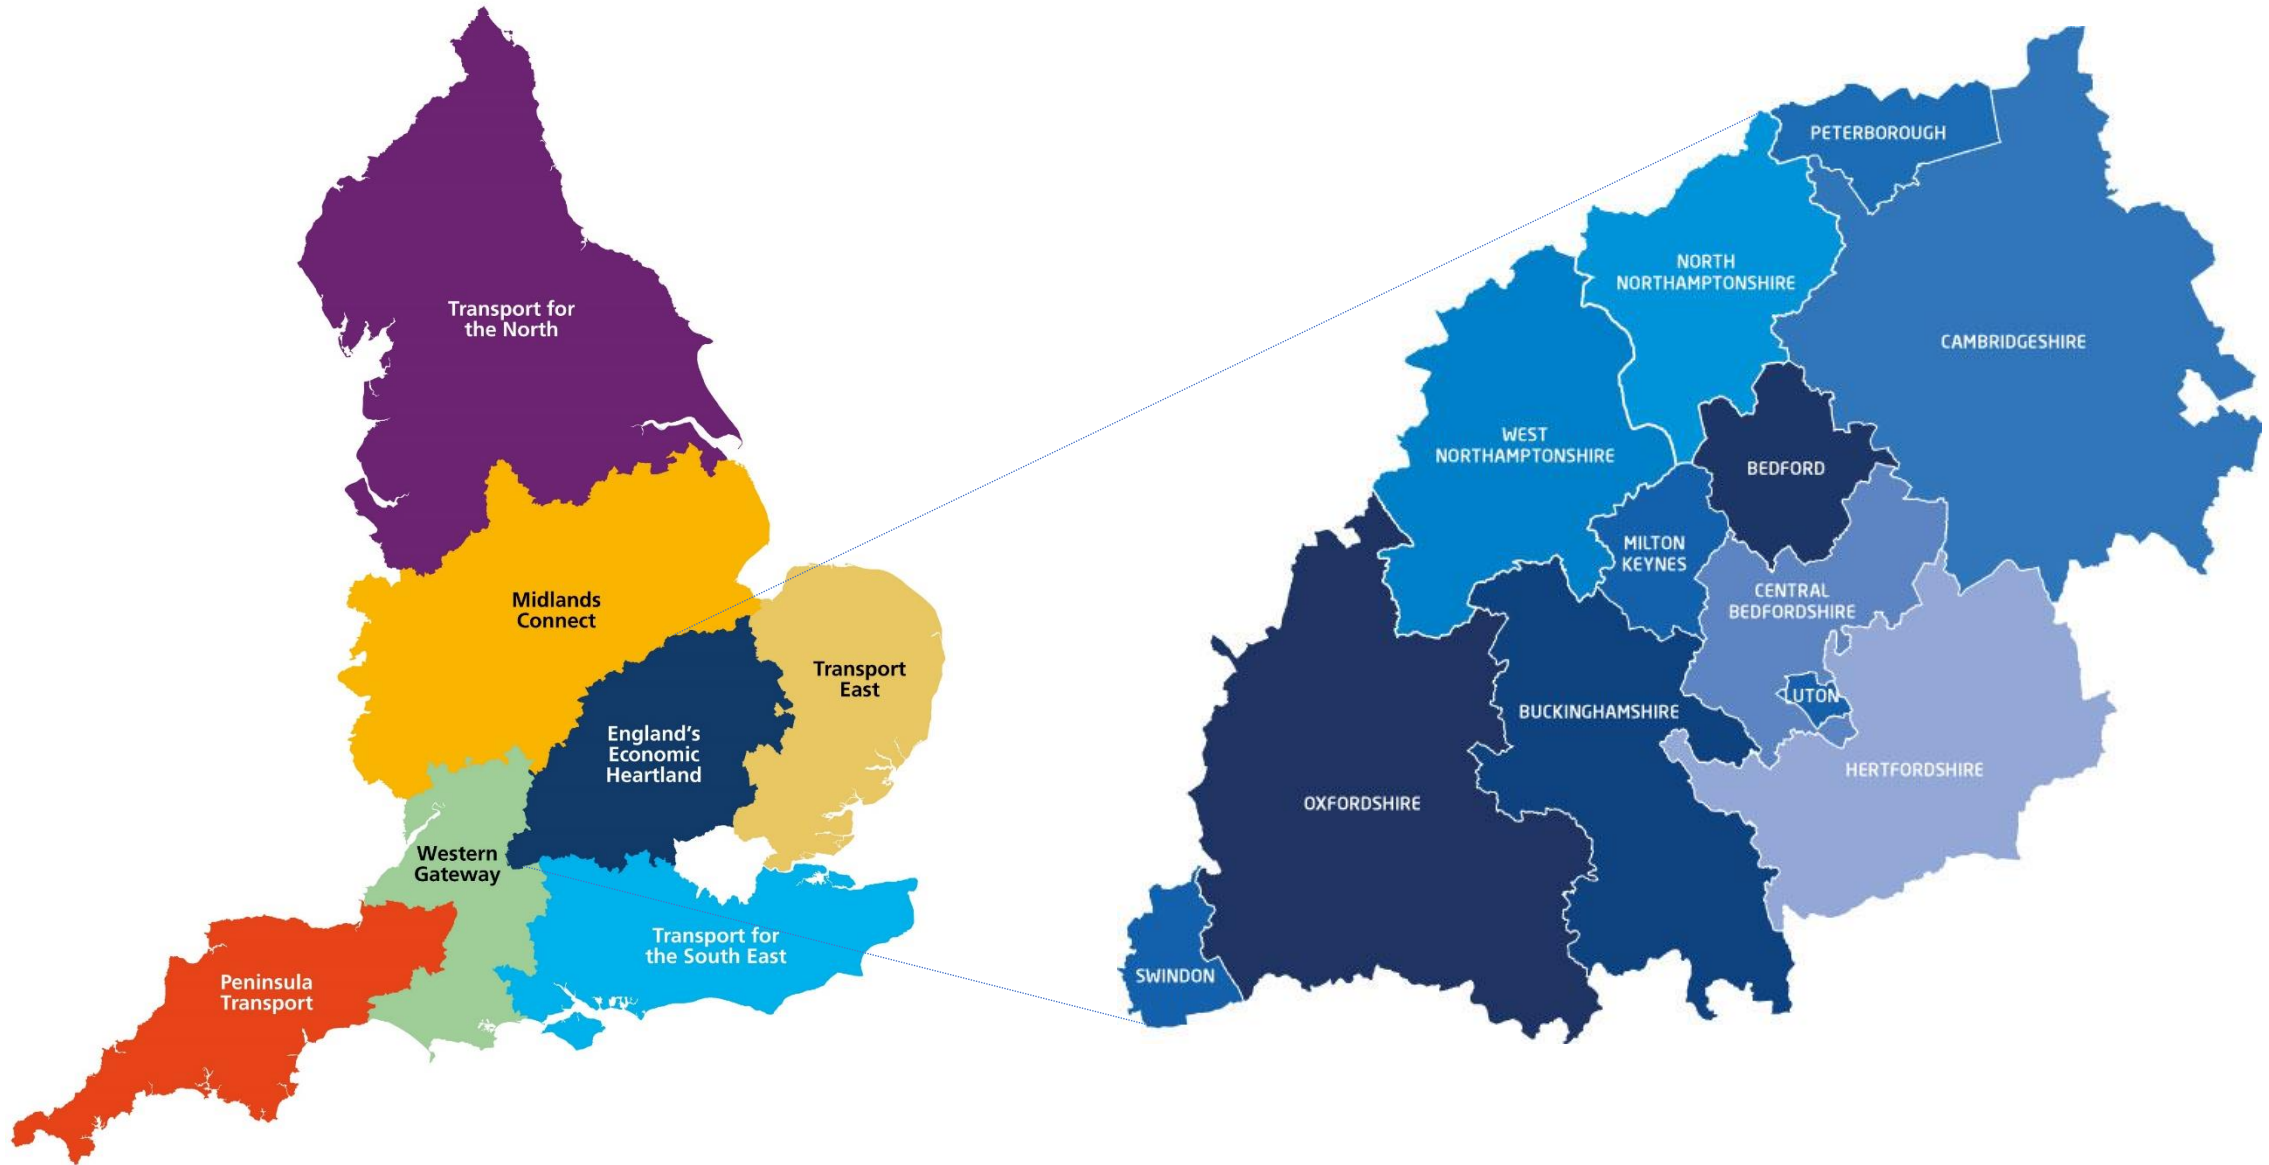 Transport for
the North
Midlands
Connect
Transport
East
England's
Economic
Heartland
Western
Gateway
Transport for
the South East
Peninsula
Transport
PETERBOROUGH
NORTH
NORTHAMPTONSHIRE
CAMBRIDGESHIRE
WEST
NORTHAMPTONSHIRE
BEDFORD
MILTON
KEYNES
CENTRAL
BEDFORDSHIRE
LUTON
BUCKINGHAMSHIRE
HERTFORDSHIRE
OXFORDSHIRE
SWINDON